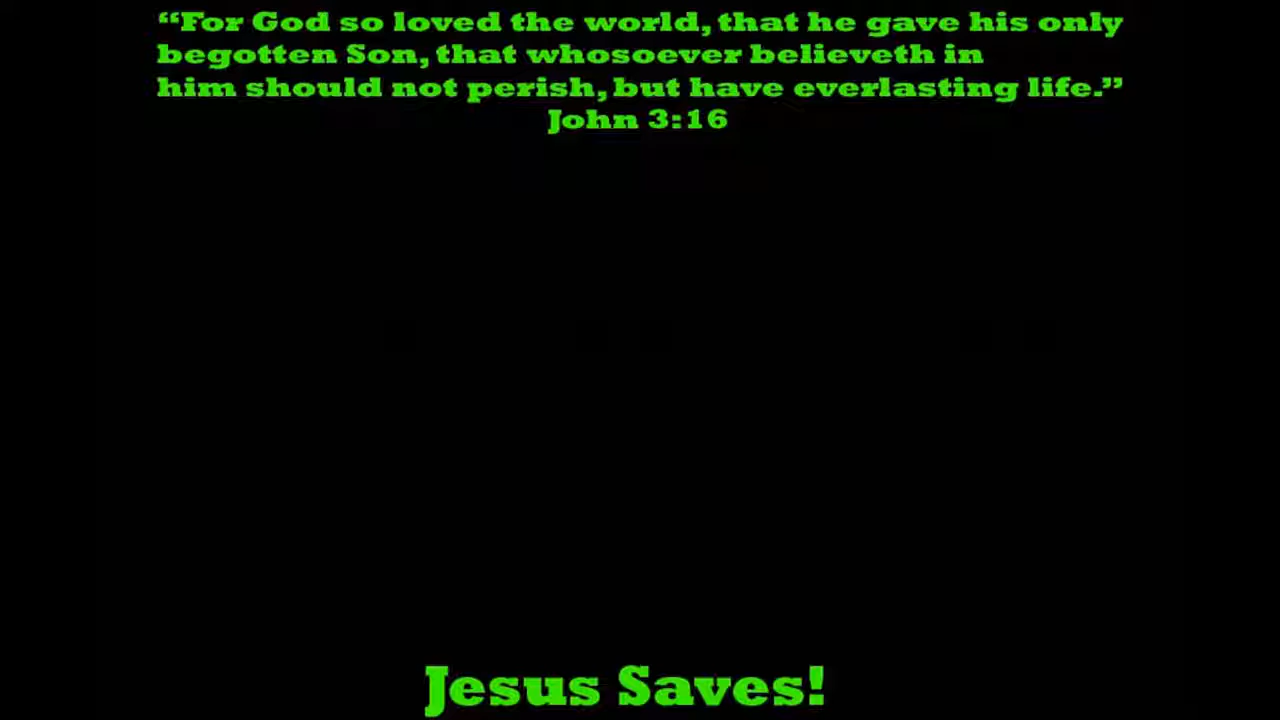 “For God so loved the world, that he gave his only
begotten Son, that whosoever believeth in
him should not perish, but have everlasting life.”
John 3:16
Jesus Saves!